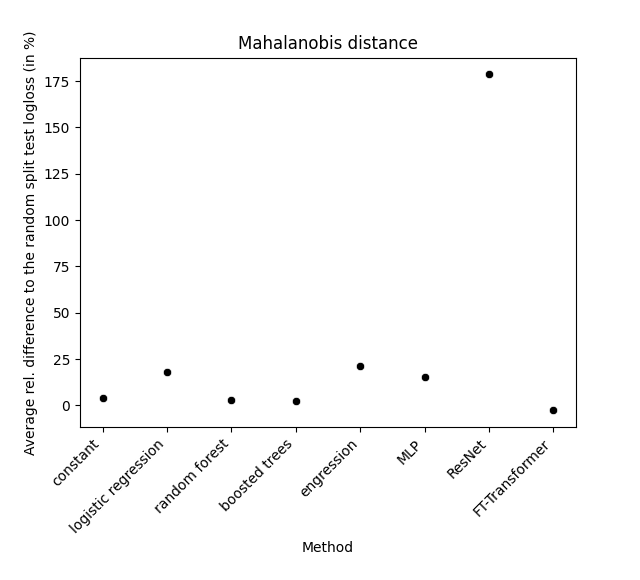 Mahalanobis distance
Average rel. difference to the random split test logloss (in %)
175
150
125
100
75
50
25
0
constant
logistic regression
random forest
boosted trees
engression
MLP
ResNet
FT-Transformer
Method